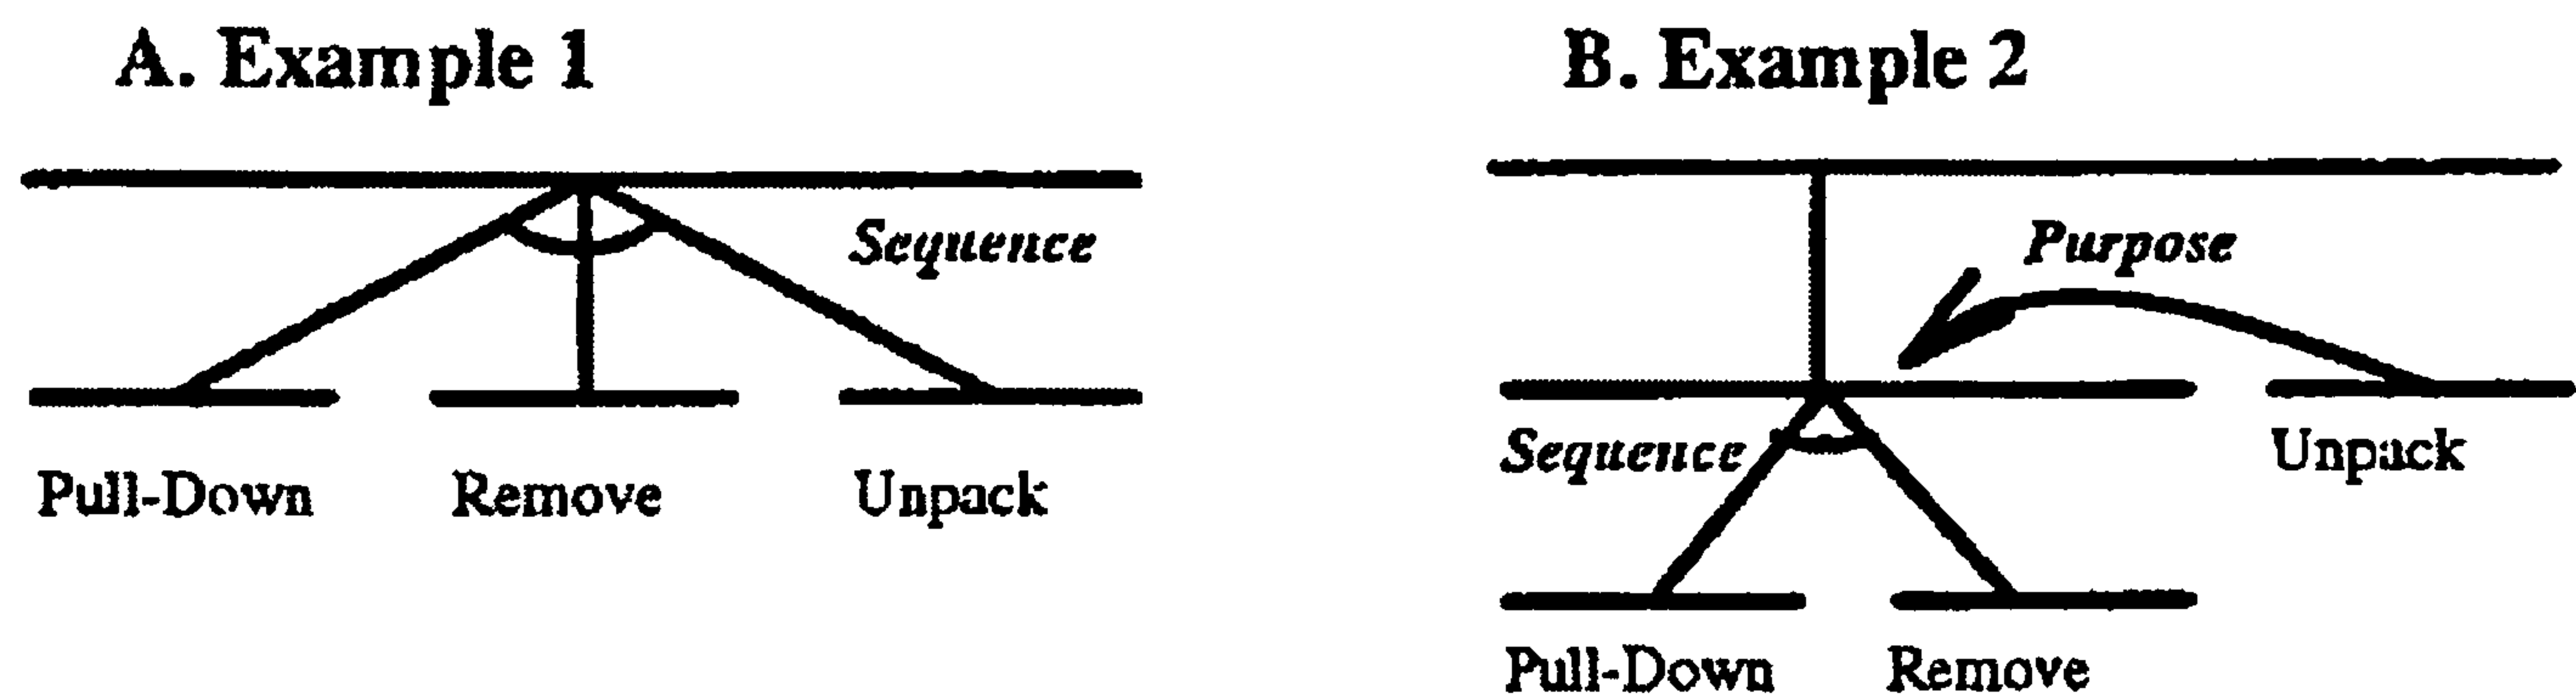 A. Example 1
Sequence
Pull-Down Remove Unpack
B. Example 2
Purpose
Sequence
Unpack
Pull-Down Remove